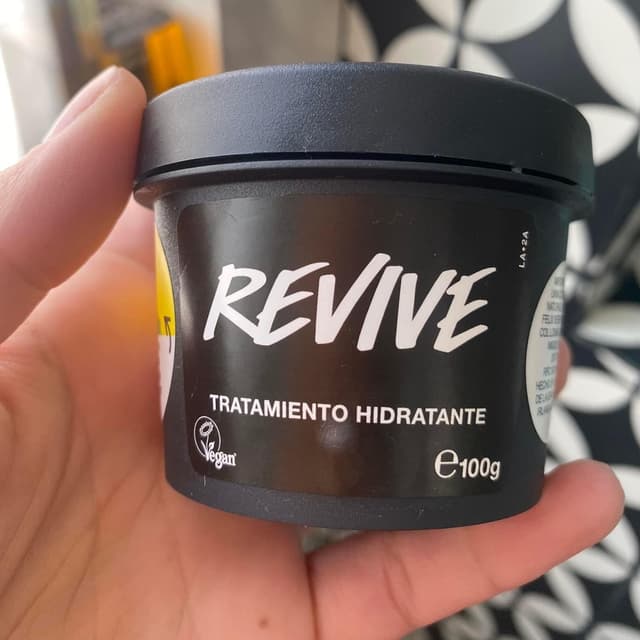 REVIVE
TRATAMIENTO HIDRATANTE
Vegan
℮100g
LA•2A